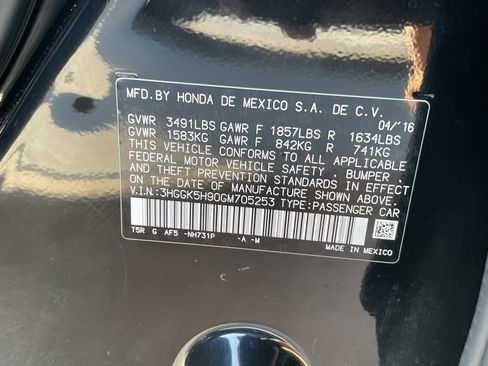 MFD.BY HONDA DE MEXICO S.A. DE C.V.
04/'16
GVWR 3491LBS GAWR F 1857LBS R 1634LBS
GVWR 1583KG GAWR F 842KG R 741KG
THIS VEHICLE CONFORMS TO ALL APPLICABLE
FEDERAL MOTOR VEHICLE SAFETY , BUMPER ,
AND THEFT PREVENTION STANDARDS IN EFFECT
ON THE DATE OF MANUFACTURE SHOWN ABOVE.
V.I.N:3HGGK5H90GM705253 TYPE:PASSENGER CAR
T5R G AF5 -NH731P -A -M MADE IN MEXICO